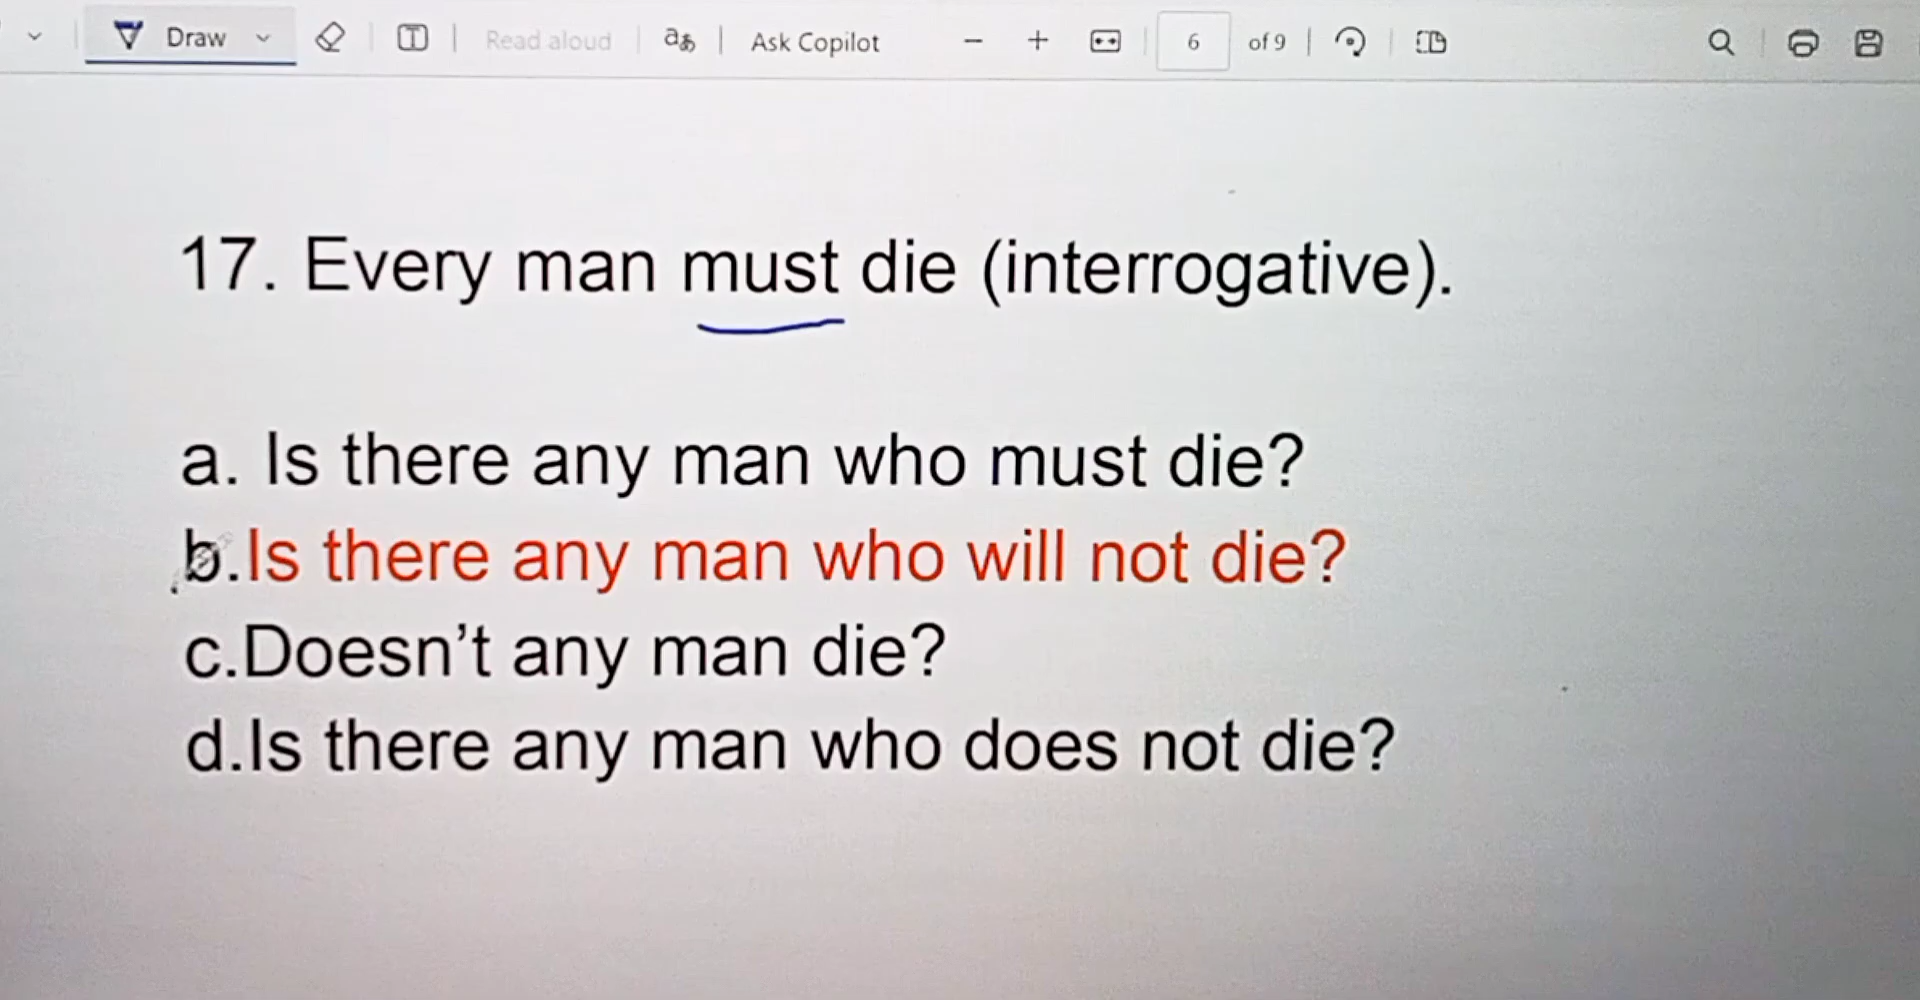 Draw Read aloud aあ Ask Copilot 6 of 9
17. Every man must die (interrogative).
a. Is there any man who must die?
b.Is there any man who will not die?
c.Doesn't any man die?
d.Is there any man who does not die?